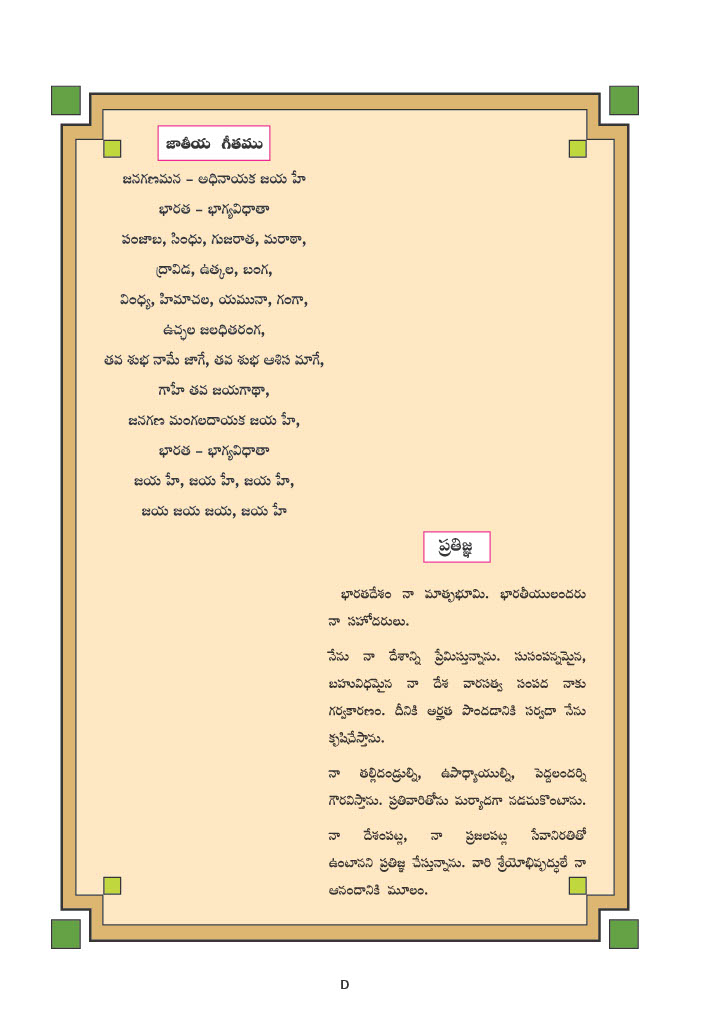 జాతీయ గీతము
జనగణమన – అధినాయక జయ హే
భారత – భాగ్యవిధాతా
పంజాబ, సింధు, గుజరాత, మరాఠా,
ద్రావిడ, ఉత్కల, బంగ,
వింధ్య, హిమాచల, యమునా, గంగా,
ఉచ్ఛల జలధితరంగ,
తవ శుభ నామే జాగే, తవ శుభ ఆశిస మాగే,
గాహే తవ జయగాథా,
జనగణ మంగలదాయక జయ హే,
భారత – భాగ్యవిధాతా
జయ హే, జయ హే, జయ హే,
జయ జయ జయ, జయ హే
ప్రతిజ్ఞ
భారతదేశం నా మాతృభూమి. భారతీయులందరు
నా సహోదరులు.
నేను నా దేశాన్ని ప్రేమిస్తున్నాను. సుసంపన్నమైన,
బహువిధమైన నా దేశ వారసత్వ సంపద నాకు
గర్వకారణం. దీనికి అర్హత పొందడానికి సర్వదా నేను
కృషిచేస్తాను.
నా తల్లిదండ్రుల్ని, ఉపాధ్యాయుల్ని, పెద్దలందర్ని
గౌరవిస్తాను. ప్రతివారితోను మర్యాదగా నడచుకొంటాను.
నా దేశంపట్ల, నా ప్రజలపట్ల సేవానిరతితో
ఉంటానని ప్రతిజ్ఞ చేస్తున్నాను. వారి శ్రేయోభివృద్ధులే నా
ఆనందానికి మూలం.
D